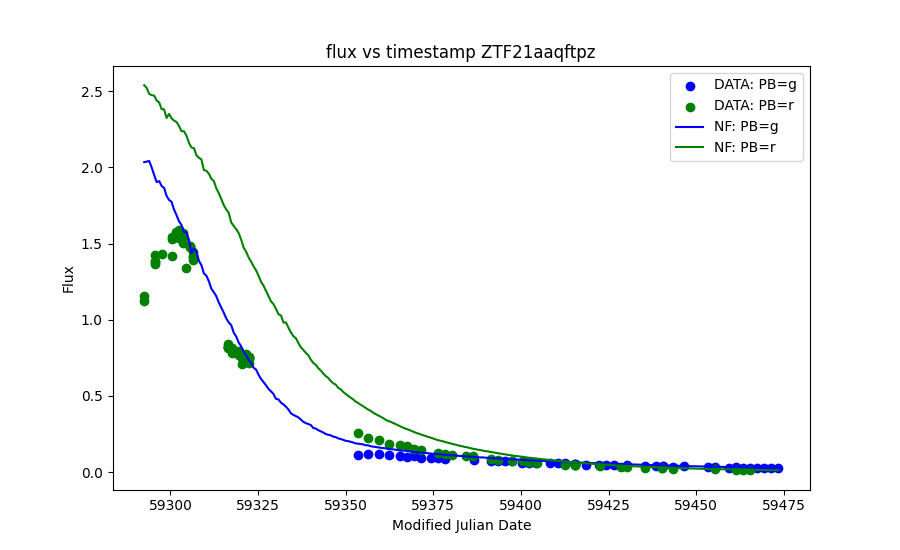 flux vs timestamp ZTF21aaqftpz
DATA: PB=g
DATA: PB=r
NF: PB=g
NF: PB=r
2.5
2.0
1.5
1.0
0.5
0.0
Flux
59300 59325 59350 59375 59400 59425 59450 59475
Modified Julian Date